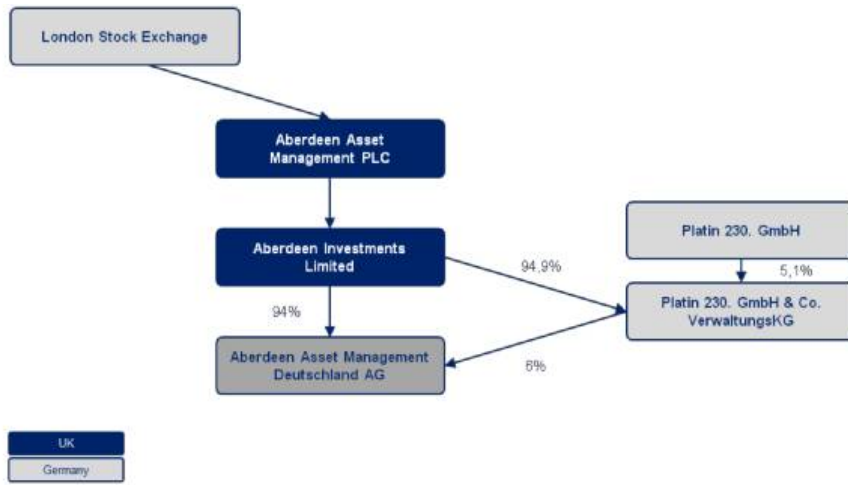 London Stock Exchange
Aberdeen Asset
Management PLC
Aberdeen Investments
Limited
Platin 230. GmbH
94,9%
5,1%
Platin 230. GmbH & Co.
VerwaltungsKG
94%
Aberdeen Asset Management
Deutschland AG
6%
UK
Germany